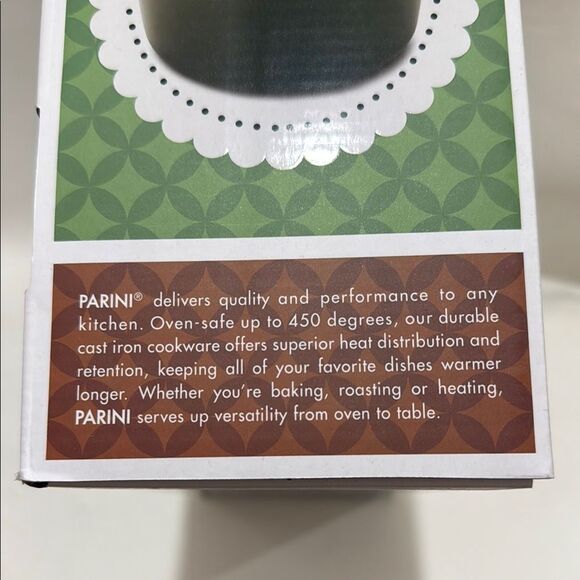 PARINI® delivers quality and performance to any
kitchen. Oven-safe up to 450 degrees, our durable
cast iron cookware offers superior heat distribution and
retention, keeping all of your favorite dishes warmer
longer. Whether you're baking, roasting or heating,
PARINI serves up versatility from oven to table.